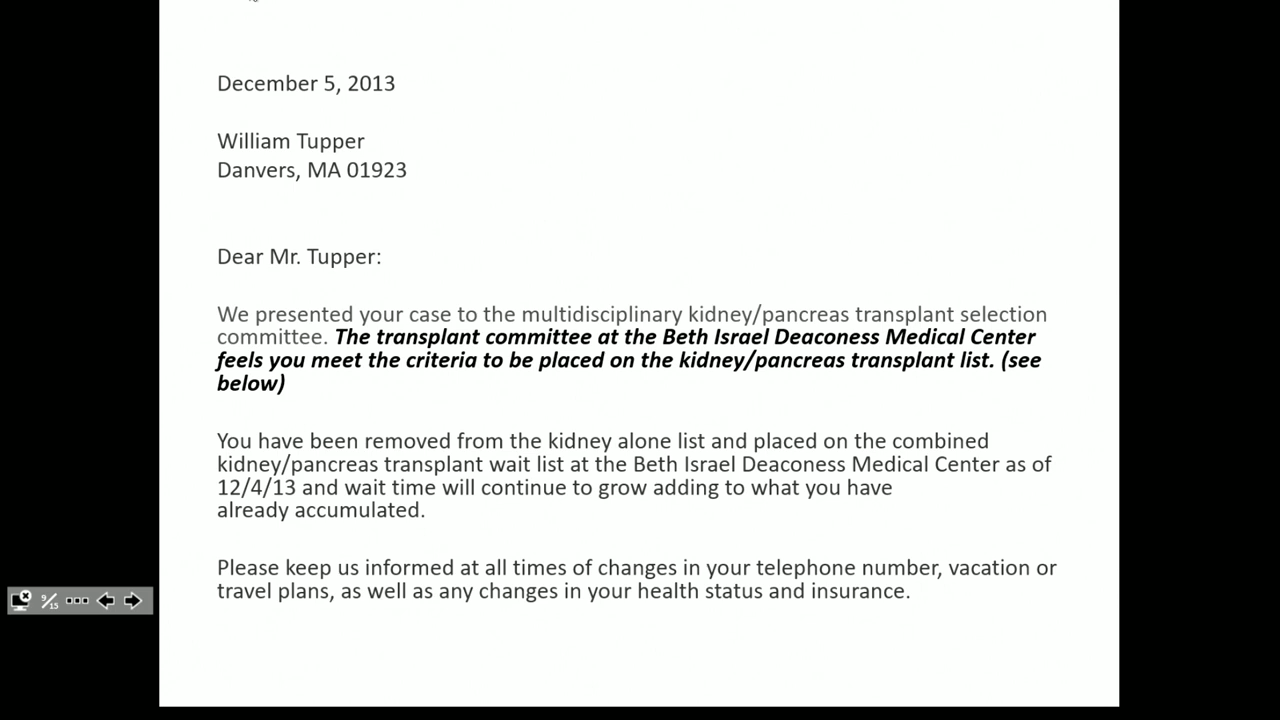 December 5, 2013
William Tupper
Danvers, MA 01923
Dear Mr. Tupper:
We presented your case to the multidisciplinary kidney/pancreas transplant selection
committee. The transplant committee at the Beth Israel Deaconess Medical Center
feels you meet the criteria to be placed on the kidney/pancreas transplant list. (see
below)
You have been removed from the kidney alone list and placed on the combined
kidney/pancreas transplant wait list at the Beth Israel Deaconess Medical Center as of
12/4/13 and wait time will continue to grow adding to what you have
already accumulated.
Please keep us informed at all times of changes in your telephone number, vacation or
travel plans, as well as any changes in your health status and insurance.
9/15